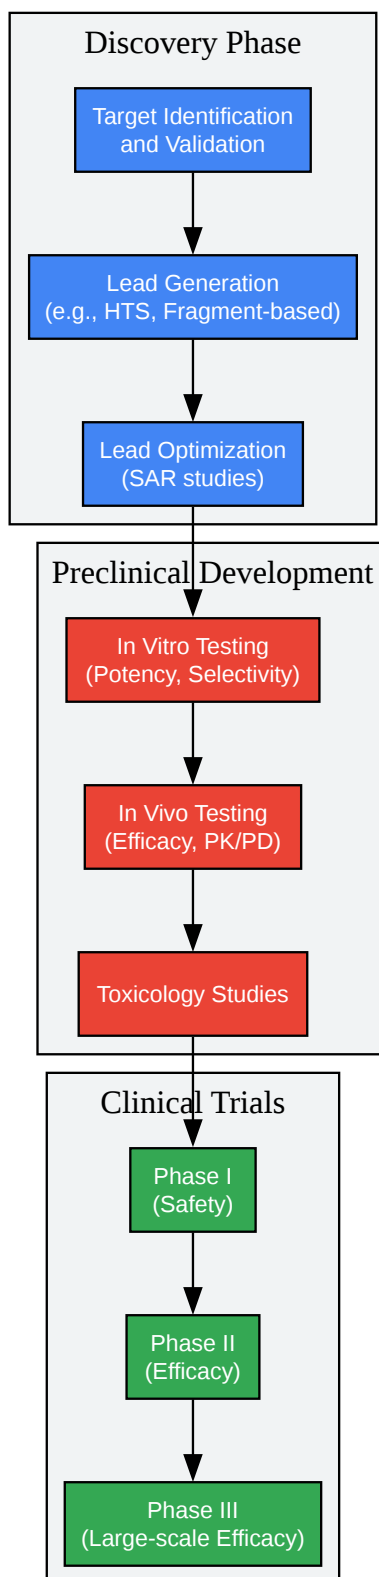 Discovery Phase
Target Identification
and Validation
Lead Generation
(e.g., HTS, Fragment-based)
Lead Optimization
(SAR studies)
Preclinical Development
In Vitro Testing
(Potency, Selectivity)
In Vivo Testing
(Efficacy, PK/PD)
Toxicology Studies
Clinical Trials
Phase I
(Safety)
Phase II
(Efficacy)
Phase III
(Large-scale Efficacy)